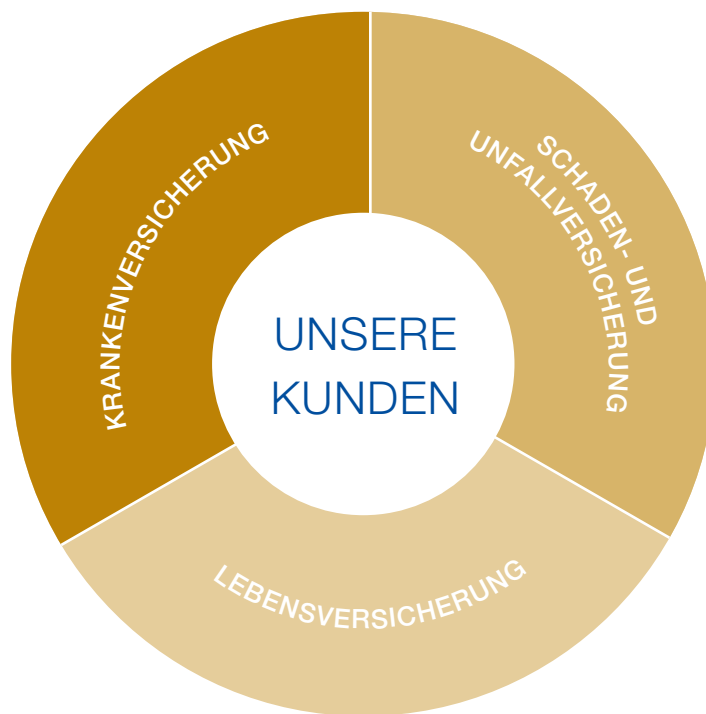 KRANKENVERSICHERUNG
SCHADEN- UND
UNFALLVERSICHERUNG
UNSERE
KUNDEN
LEBENSVERSICHERUNG